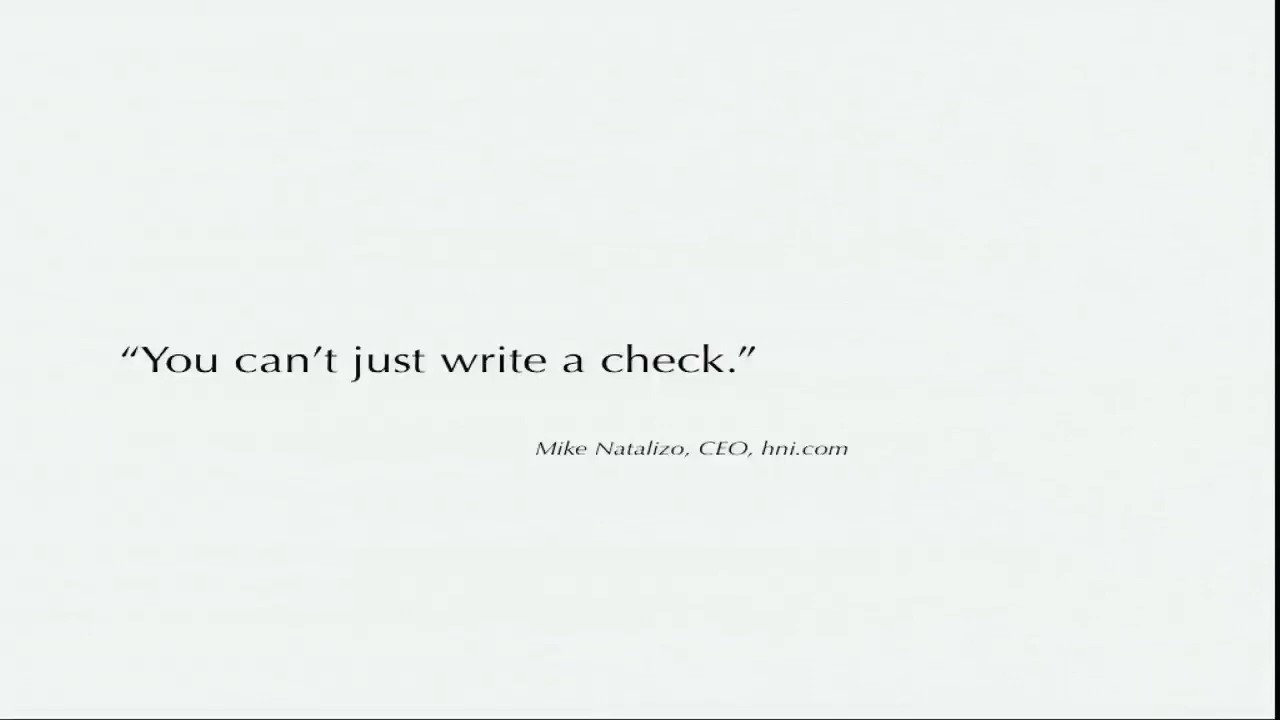 “You can’t just write a check.”
Mike Natalizo, CEO, hni.com